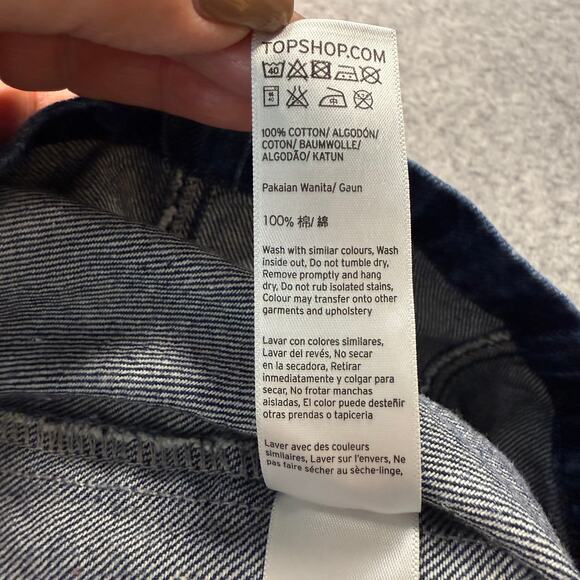 TOPSHOP.COM
40
100% COTTON/ ALGODÓN/
COTON/ BAUMWOLLE/
ALGODÃO/ KATUN
Pakaian Wanita/ Gaun
100% 棉/ 綿
Wash with similar colours, Wash
inside out, Do not tumble dry,
Remove promptly and hang
dry, Do not rub isolated stains,
Colour may transfer onto other
garments and upholstery
Lavar con colores similares,
Lavar del revés, No secar
en la secadora, Retirar
inmediatamente y colgar para
secar, No frotar manchas
aisladas, El color puede desteñir
otras prendas o tapicería
Laver avec des couleurs
similaires, Laver sur l'envers, Ne
pas faire sécher au sèche-linge,